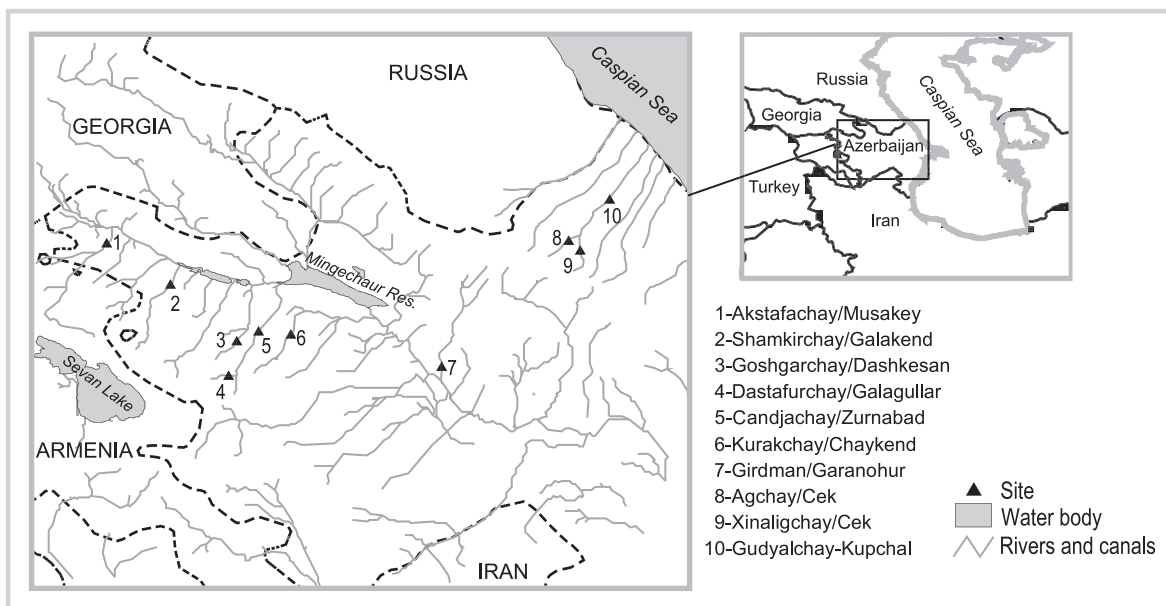 RUSSIA
Caspian Sea
GEORGIA
10
8
9
1
Mingechaur Res.
2
3
5
6
7
4
Sevan Lake
ARMENIA
IRAN
Russia
Caspian Sea
Georgia
Azerbaijan
Turkey
Iran
1-Akstafachay/Musakey
2-Shamkirchay/Galakend
3-Goshgarchay/Dashkesan
4-Dastafurchay/Galagullar
5-Candjachay/Zurnabad
6-Kurakchay/Chaykend
7-Girdman/Garanohur
8-Agchay/Cek
9-Xinaligchay/Cek
10-Gudyalchay-Kupchal
Site
Water body
Rivers and canals